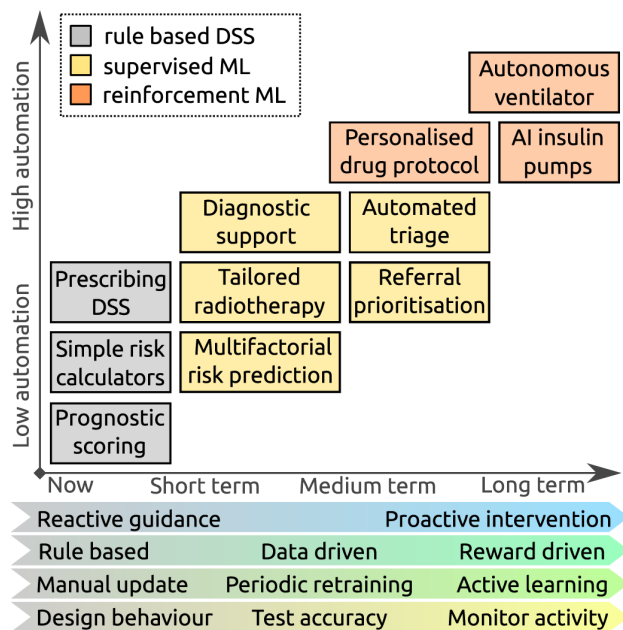 rule based DSS
supervised ML
reinforcement ML
High automation
Low automation
Autonomous
ventilator
Personalised
drug protocol
AI insulin
pumps
Diagnostic
support
Automated
triage
Prescribing
DSS
Tailored
radiotherapy
Referral
prioritisation
Simple risk
calculators
Multifactorial
risk prediction
Prognostic
scoring
Now Short term Medium term Long term
Reactive guidance Proactive intervention
Rule based Data driven Reward driven
Manual update Periodic retraining Active learning
Design behaviour Test accuracy Monitor activity